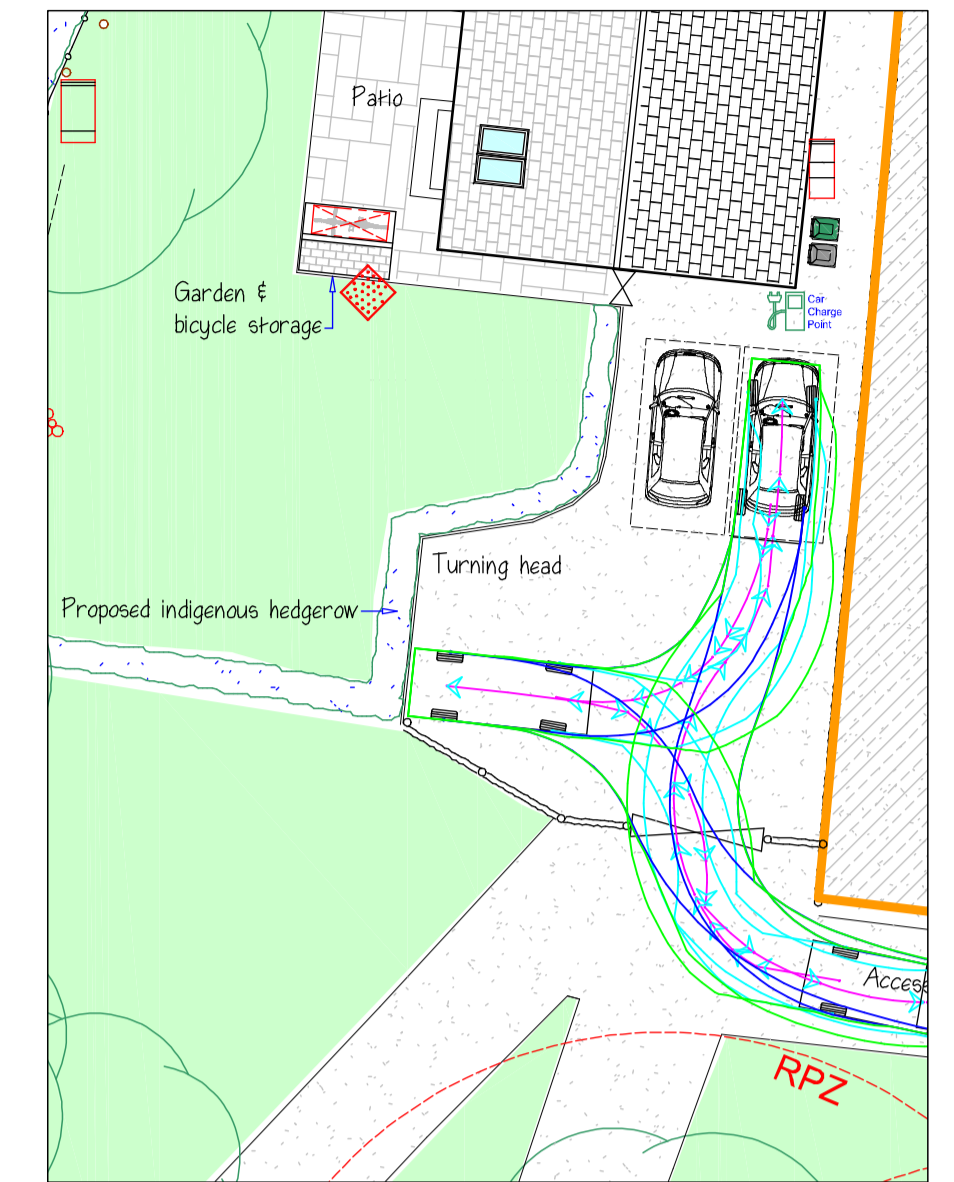 Patio
Garden &
bicycle storage
Car
Charge
Point
Turning head
Proposed indigenous hedgerow
Acces
RPZ